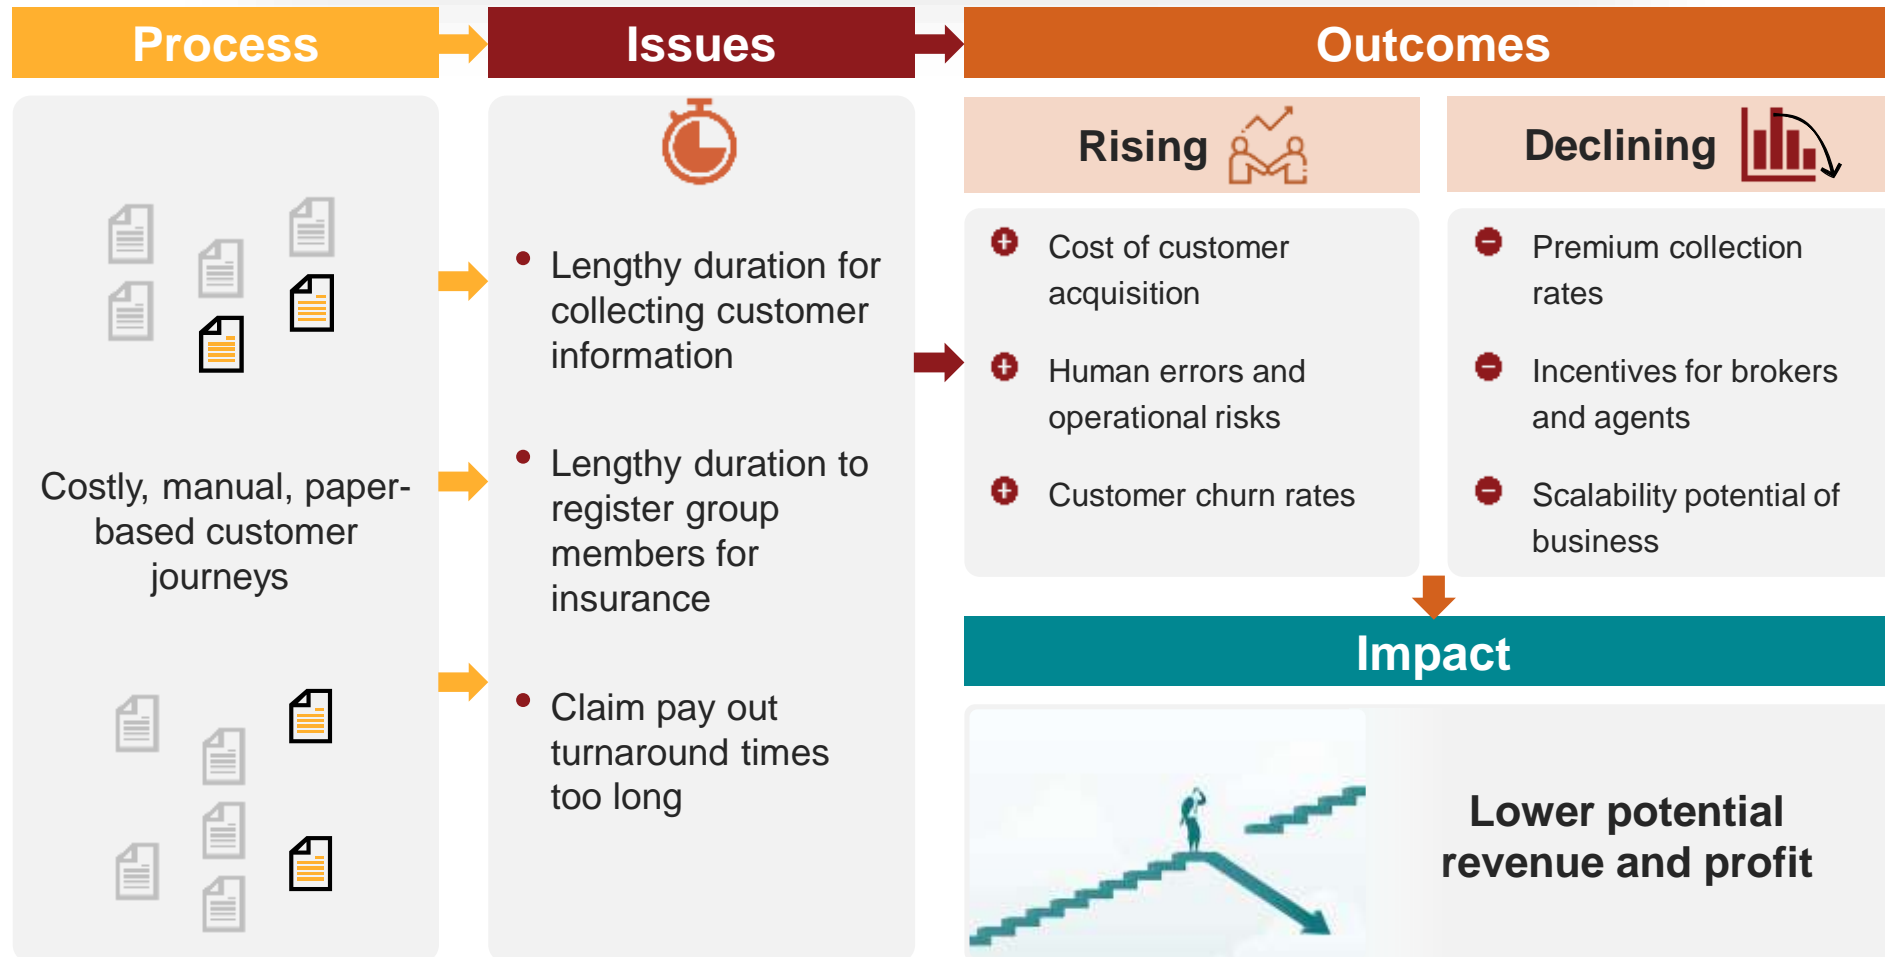 Process
Issues
Outcomes
Costly, manual, paper-
based customer
journeys
Lengthy duration for
collecting customer
information
Lengthy duration to
register group
members for
insurance
Claim pay out
turnaround times
too long
Rising
Cost of customer
acquisition
Human errors and
operational risks
Customer churn rates
Declining
Premium collection
rates
Incentives for brokers
and agents
Scalability potential of
business
Impact
Lower potential
revenue and profit